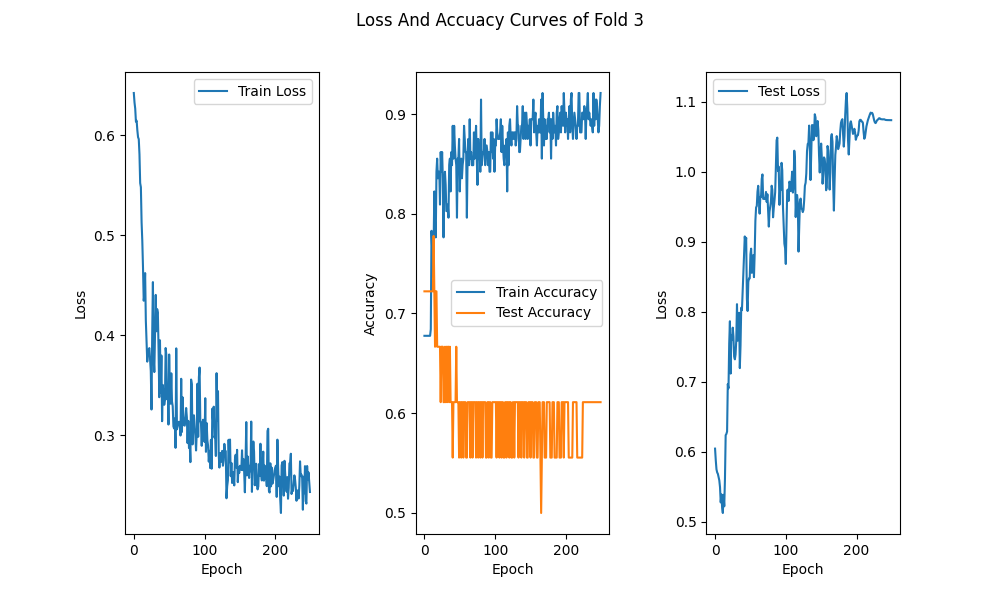 Loss And Accuacy Curves of Fold 3
Train Loss
0.6
0.5
0.4
0.3
Loss
0
100
200
Epoch
Train Accuracy
Test Accuracy
0.9
0.8
0.7
0.6
0.5
Accuracy
0
100
200
Epoch
Test Loss
1.1
1.0
0.9
0.8
0.7
0.6
0.5
Loss
0
100
200
Epoch